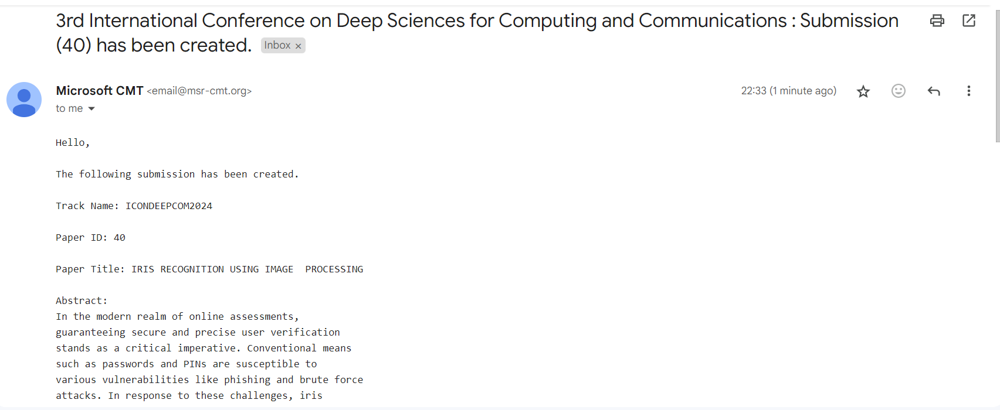 3rd International Conference on Deep Sciences for Computing and Communications : Submission
(40) has been created. Inbox ×
Microsoft CMT <email@msr-cmt.org> 22:33 (1 minute ago)
to me
Hello,
The following submission has been created.
Track Name: ICONDEEPCOM2024
Paper ID: 40
Paper Title: IRIS RECOGNITION USING IMAGE  PROCESSING
Abstract:
In the modern realm of online assessments,
guaranteeing secure and precise user verification
stands as a critical imperative. Conventional means
such as passwords and PINs are susceptible to
various vulnerabilities like phishing and brute force
attacks. In response to these challenges, iris